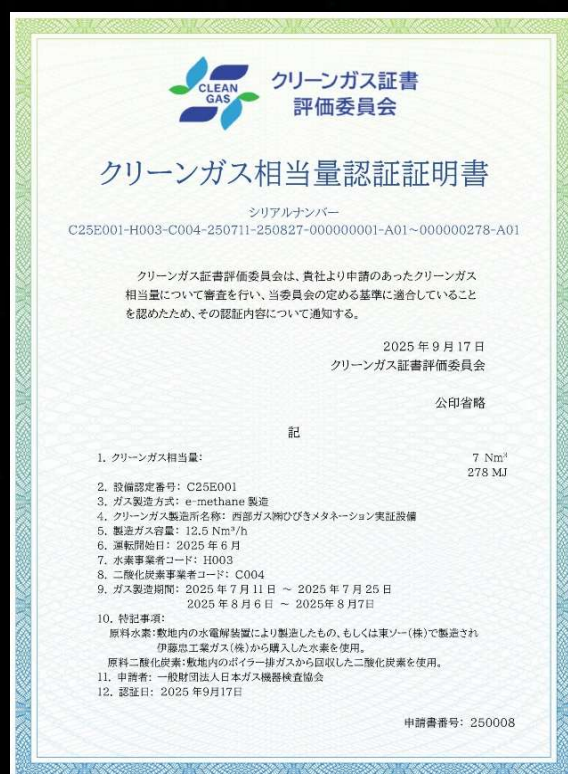 CLEAN
GAS
クリーンガス証書
評価委員会
クリーンガス相当量認証証明書
シリアルナンバー
C25E001-H003-C004-250711-250827-000000001-A01～000000278-A01
クリーンガス証書評価委員会は、貴社より申請のあったクリーンガス
相当量について審査を行い、当委員会の定める基準に適合していること
を認めたため、その認証内容について通知する。
2025年9月17日
クリーンガス証書評価委員会
公印省略
記
1. クリーンガス相当量: 7 Nm³
278 MJ
2. 設備認定番号: C25E001
3. ガス製造方式: e-methane 製造
4. クリーンガス製造所名称: 西部ガス㈱ひびきメタネーション実証設備
5. 製造ガス容量: 12.5 Nm³/h
6. 運転開始日: 2025年6月
7. 水素事業者コード: H003
8. 二酸化炭素事業者コード: C004
9. ガス製造期間: 2025年7月11日 ～ 2025年7月25日
2025年8月6日 ～ 2025年8月7日
10. 特記事項:
原料水素:敷地内の水電解装置により製造したもの、もしくは東ソー(株)で製造され
伊藤忠工業ガス(株)から購入した水素を使用。
原料二酸化炭素:敷地内のボイラー排ガスから回収した二酸化炭素を使用。
11. 申請者: 一般財団法人日本ガス機器検査協会
12. 認証日: 2025年9月17日
申請書番号: 250008